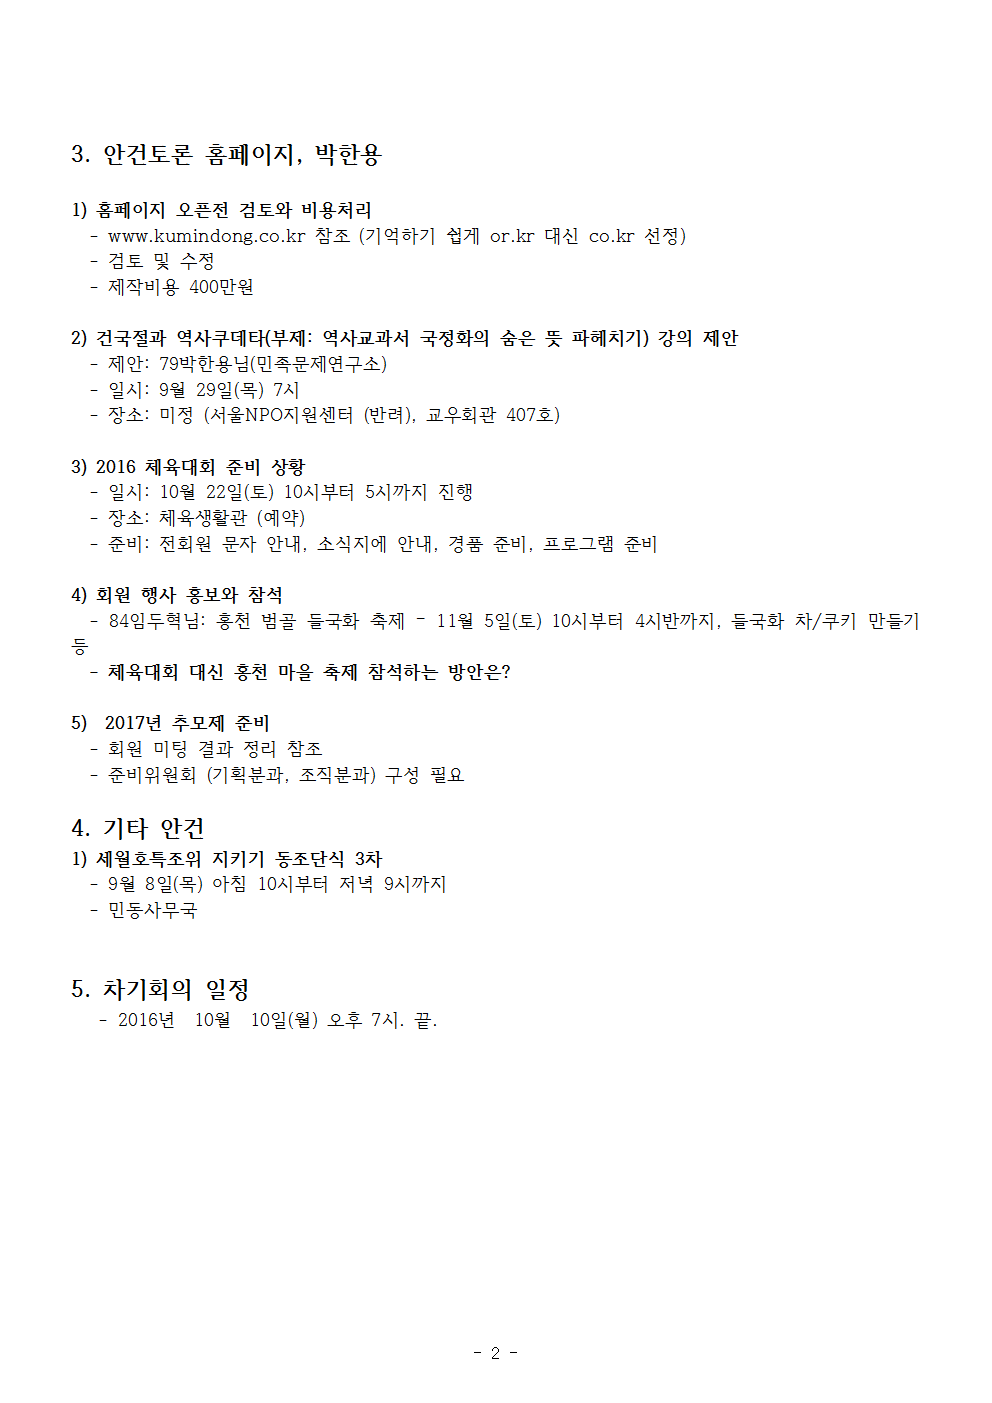 3. 안건토론 홈페이지, 박한용
1) 홈페이지 오픈전 검토와 비용처리
- www.kumindong.co.kr 참조 (기억하기 쉽게 or.kr 대신 co.kr 선정)
- 검토 및 수정
- 제작비용 400만원
2) 건국절과 역사쿠데타(부제: 역사교과서 국정화의 숨은 뜻 파헤치기) 강의 제안
- 제안: 79박한용님(민족문제연구소)
- 일시: 9월 29일(목) 7시
- 장소: 미정 (서울NPO지원센터 (반려), 교우회관 407호)
3) 2016 체육대회 준비 상황
- 일시: 10월 22일(토) 10시부터 5시까지 진행
- 장소: 체육생활관 (예약)
- 준비: 전회원 문자 안내, 소식지에 안내, 경품 준비, 프로그램 준비
4) 회원 행사 홍보와 참석
- 84임두혁님: 홍천 범골 들국화 축제 - 11월 5일(토) 10시부터 4시반까지, 들국화 차/쿠키 만들기
등
- 체육대회 대신 홍천 마을 축제 참석하는 방안은?
5) 2017년 추모제 준비
- 회원 미팅 결과 정리 참조
- 준비위원회 (기획분과, 조직분과) 구성 필요
4. 기타 안건
1) 세월호특조위 지키기 동조단식 3차
- 9월 8일(목) 아침 10시부터 저녁 9시까지
- 민동사무국
5. 차기회의 일정
- 2016년 10월 10일(월) 오후 7시. 끝.
- 2 -